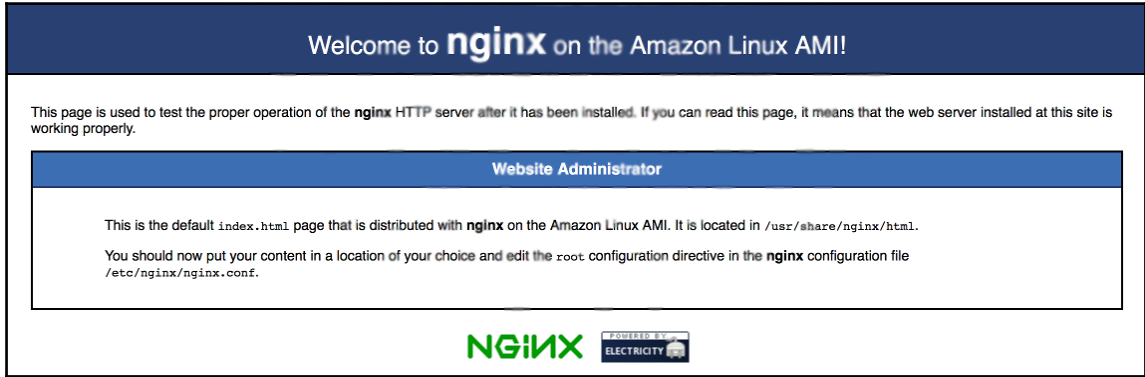 Welcome to nginx on the Amazon Linux AMI!
This page is used to test the proper operation of the nginx HTTP server after it has been installed. If you can read this page, it means that the web server installed at this site is
working properly.
Website Administrator
This is the default index.html page that is distributed with nginx on the Amazon Linux AMI. It is located in /usr/share/nginx/html.
You should now put your content in a location of your choice and edit the root configuration directive in the nginx configuration file
/etc/nginx/nginx.conf.
NGiNX
POWERED BY
ELECTRICITY